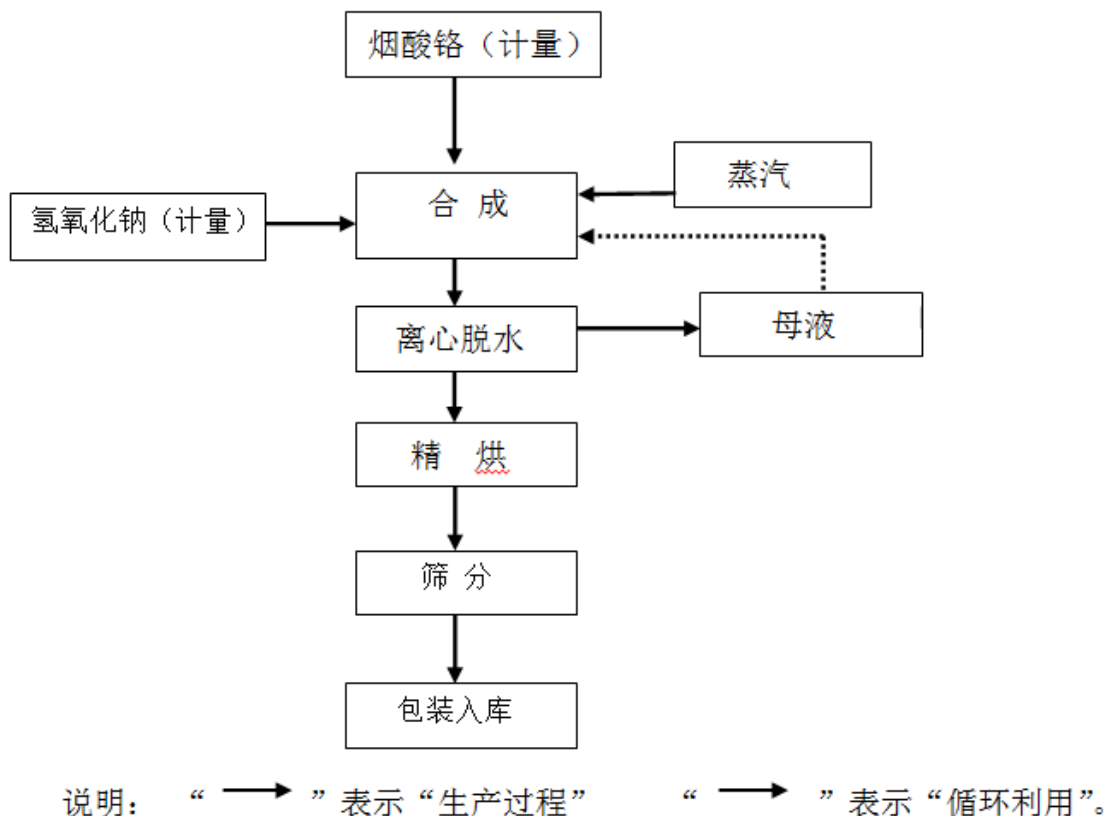 烟酸铬（计量）
蒸汽
合 成
氢氧化钠（计量）
母液
离心脱水
精 烘
筛 分
包装入库
说明： “ ” 表示“生产过程” “ ” 表示“循环利用”。